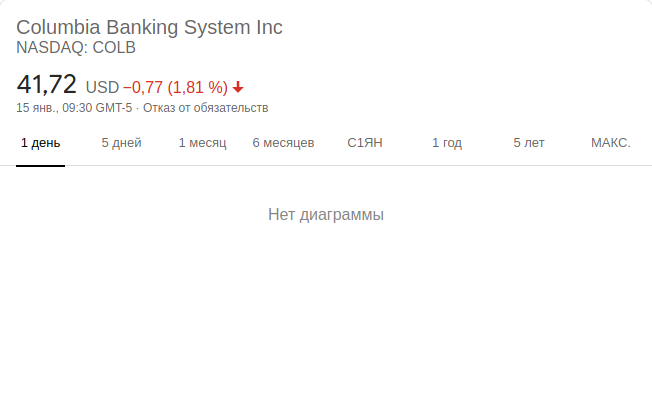 Columbia Banking System Inc
NASDAQ: COLB
41,72 USD −0,77 (1,81 %)
15 янв., 09:30 GMT-5 · Отказ от обязательств
1 день 5 дней 1 месяц 6 месяцев С1ЯН 1 год 5 лет МАКС.
Нет диаграммы